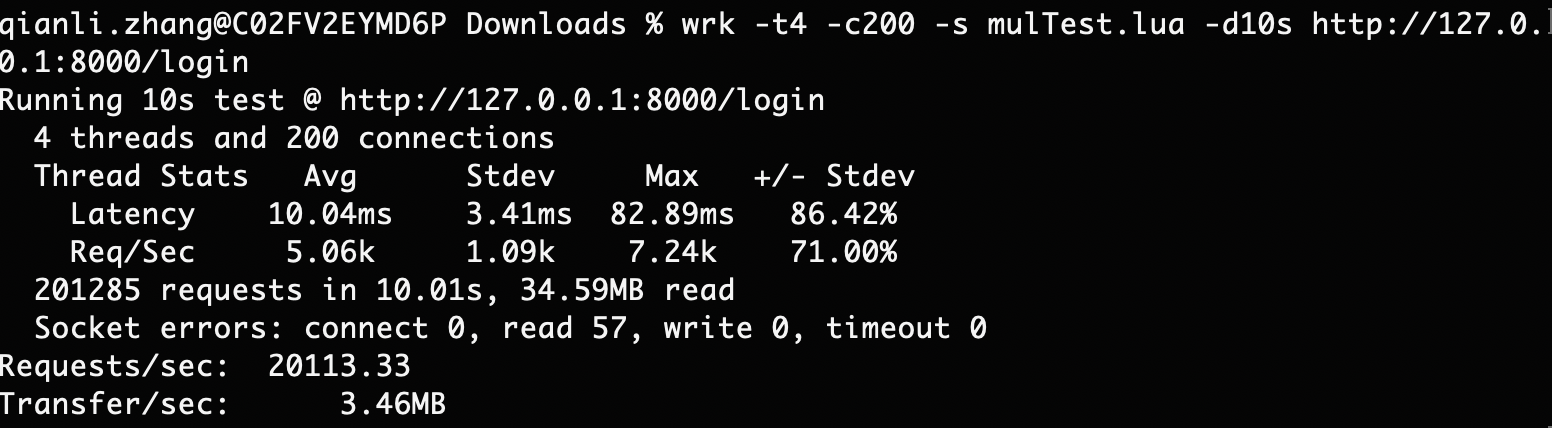 qianli.zhang@C02FV2EYMD6P Downloads % wrk -t4 -c200 -s mulTest.lua -d10s http://127.0.
0.1:8000/login
Running 10s test @ http://127.0.0.1:8000/login
4 threads and 200 connections
Thread Stats Avg Stdev Max +/- Stdev
Latency 10.04ms 3.41ms 82.89ms 86.42%
Req/Sec 5.06k 1.09k 7.24k 71.00%
201285 requests in 10.01s, 34.59MB read
Socket errors: connect 0, read 57, write 0, timeout 0
Requests/sec: 20113.33
Transfer/sec: 3.46MB